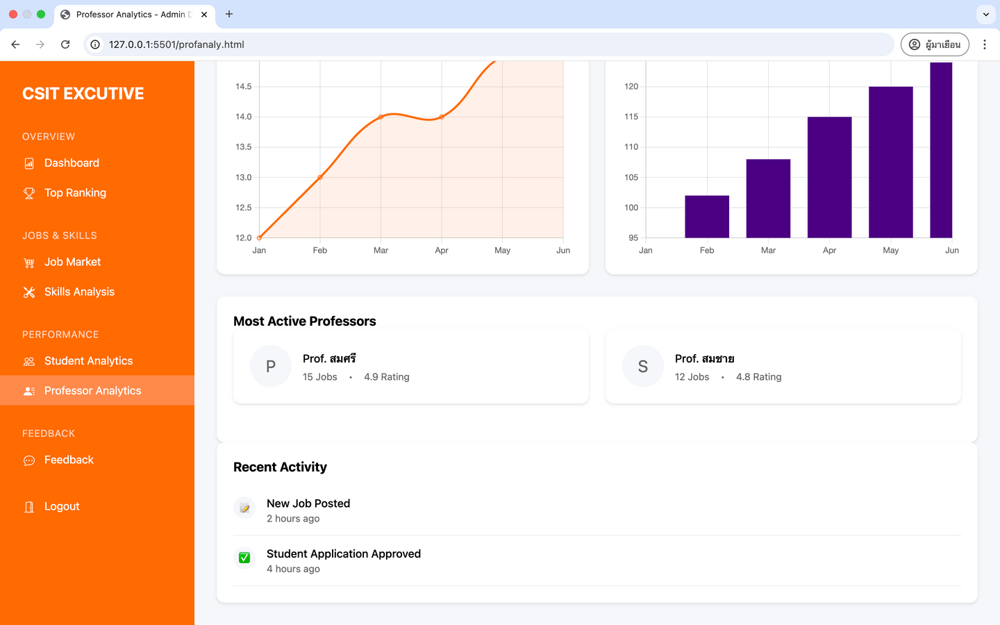 Professor Analytics - Admin D
127.0.0.1:5501/profanaly.html
ผู้มาเยือน
CSIT EXCUTIVE
OVERVIEW
Dashboard
Top Ranking
JOBS & SKILLS
Job Market
Skills Analysis
PERFORMANCE
Student Analytics
Professor Analytics
FEEDBACK
Feedback
Logout
14.5
14.0
13.5
13.0
12.5
12.0
Jan Feb Mar Apr May Jun
120
115
110
105
100
95
Jan Feb Mar Apr May Jun
Most Active Professors
P
Prof. สมศรี
15 Jobs • 4.9 Rating
S
Prof. สมชาย
12 Jobs • 4.8 Rating
Recent Activity
New Job Posted
2 hours ago
Student Application Approved
4 hours ago